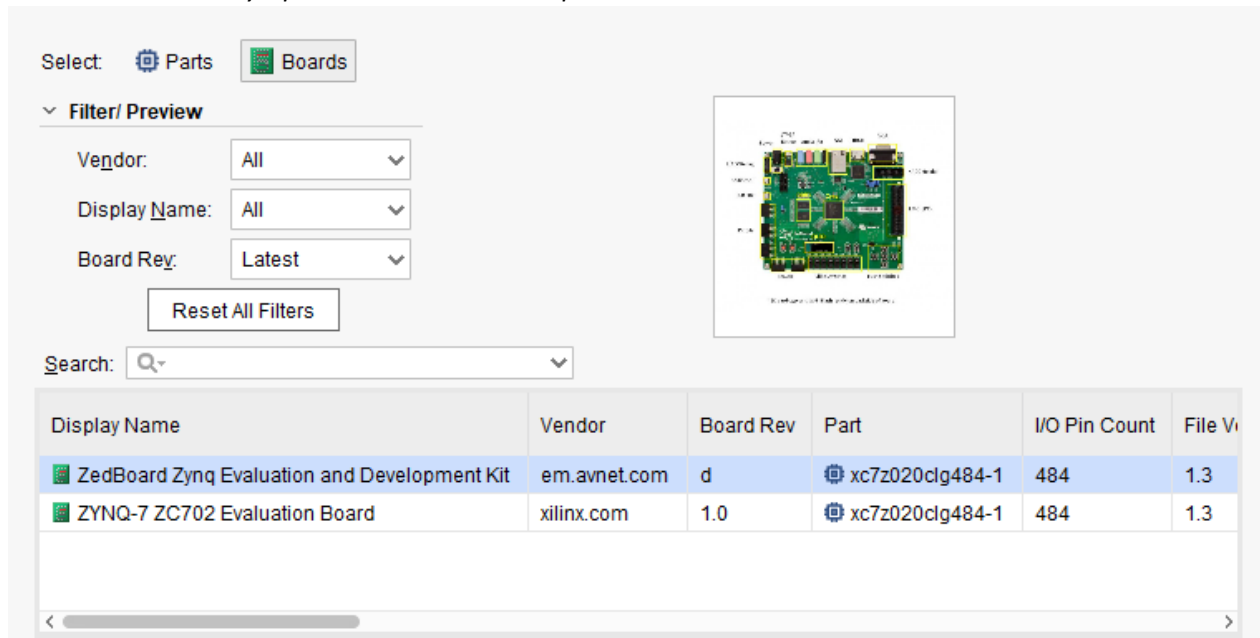 Select: Parts Boards
Filter/ Preview
Vendor: All
Display Name: All
Board Rev: Latest
Reset All Filters
Search:
Display Name Vendor Board Rev Part I/O Pin Count File V
ZedBoard Zynq Evaluation and Development Kit em.avnet.com d xc7z020clg484-1 484 1.3
ZYNQ-7 ZC702 Evaluation Board xilinx.com 1.0 xc7z020clg484-1 484 1.3